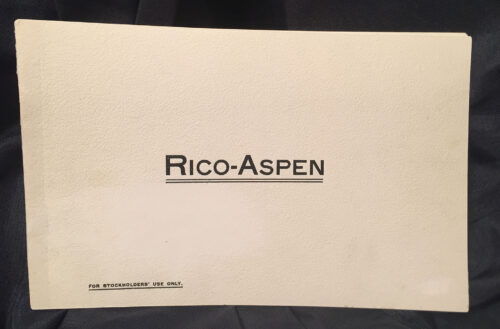 RICO-ASPEN
FOR STOCKHOLDERS' USE ONLY.